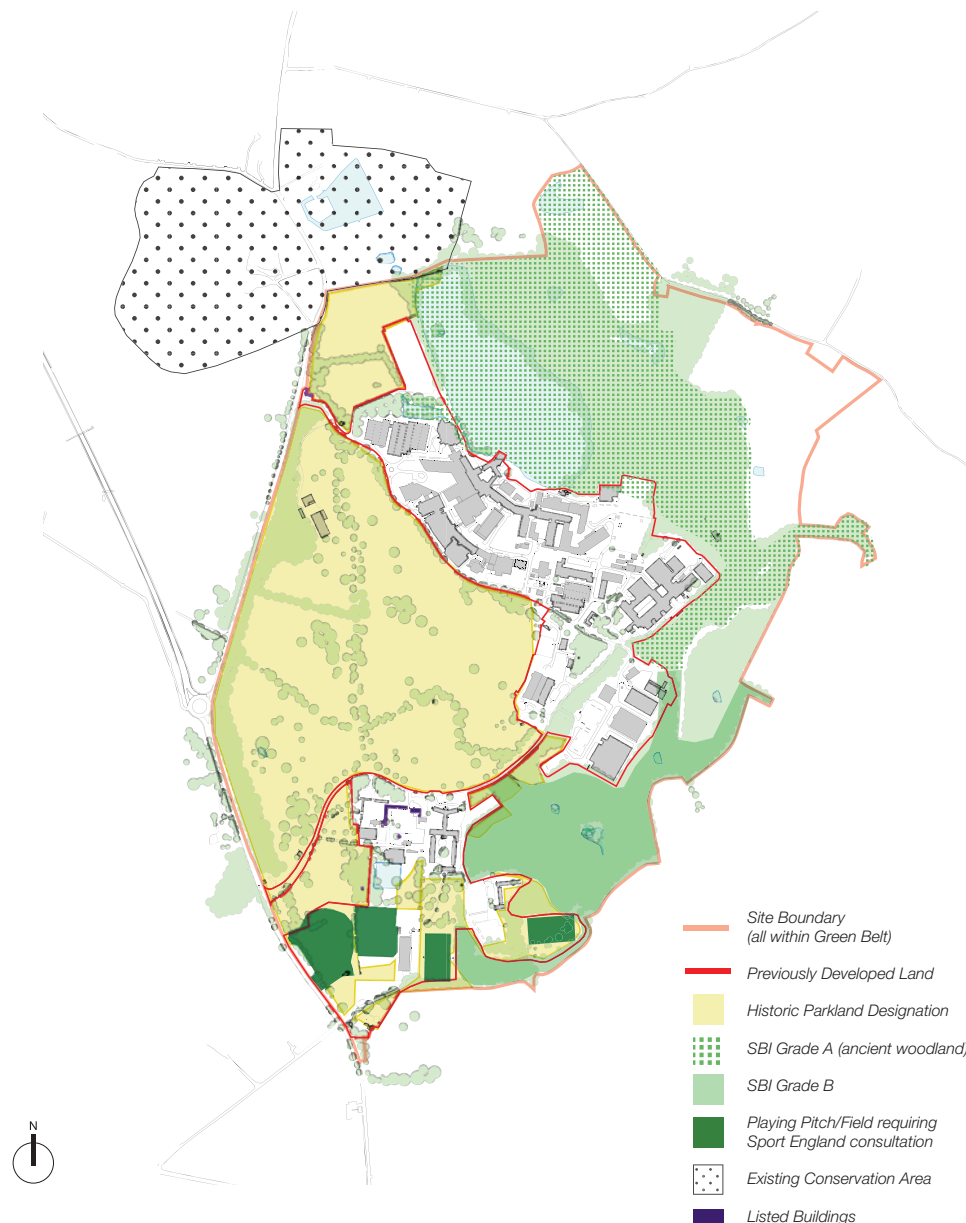 Site Boundary
(all within Green Belt)
Previously Developed Land
Historic Parkland Designation
SBI Grade A (ancient woodland)
SBI Grade B
Playing Pitch/Field requiring
Sport England consultation
Existing Conservation Area
Listed Buildings
N